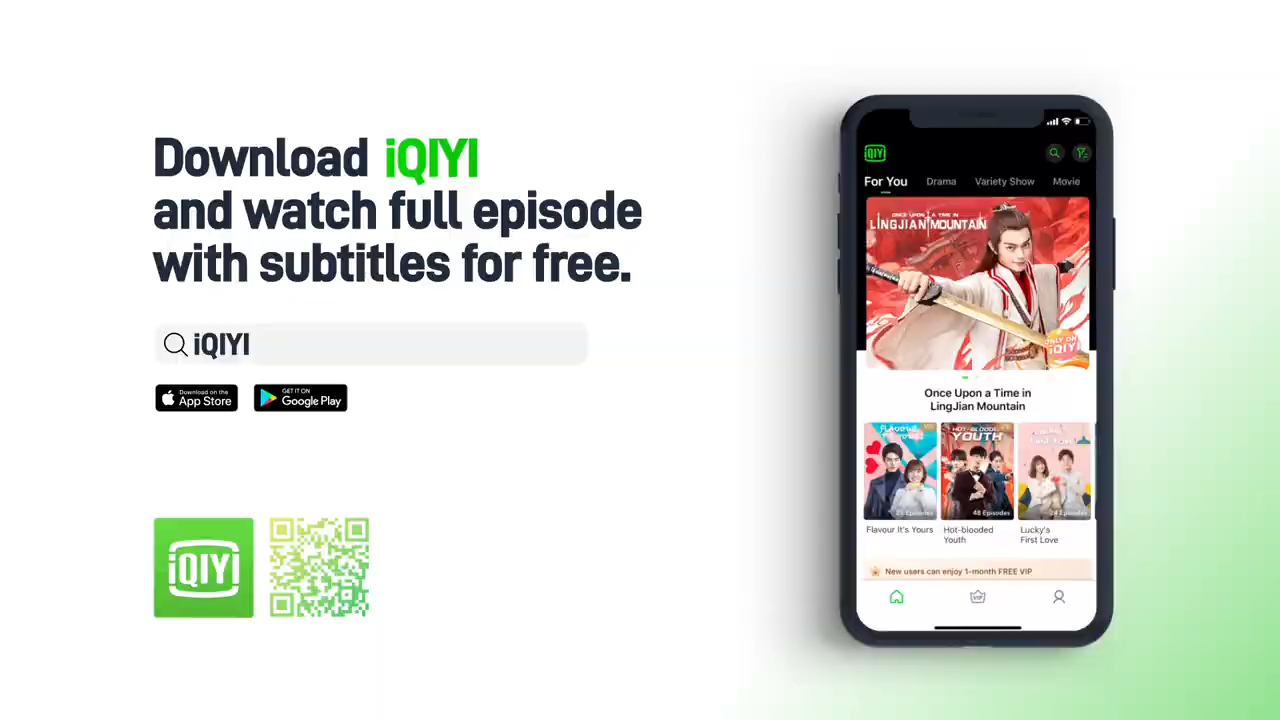 Download iQIYI
and watch full episode
with subtitles for free.
iQIYI
Download on the
App Store
GET IT ON
Google Play
iQIYI
iQIYI
For You
Drama
Variety Show
Movie
ONCE UPON A TIME IN
LINGJIAN MOUNTAIN
ONLY ON
iQIYI
Once Upon a Time in
LingJian Mountain
HOT-BLOODED
YOUTH
48 Episodes
24 Episodes
Flavour It's Yours
Hot-blooded
Youth
Lucky's
First Love
New users can enjoy 1-month FREE VIP
VIP